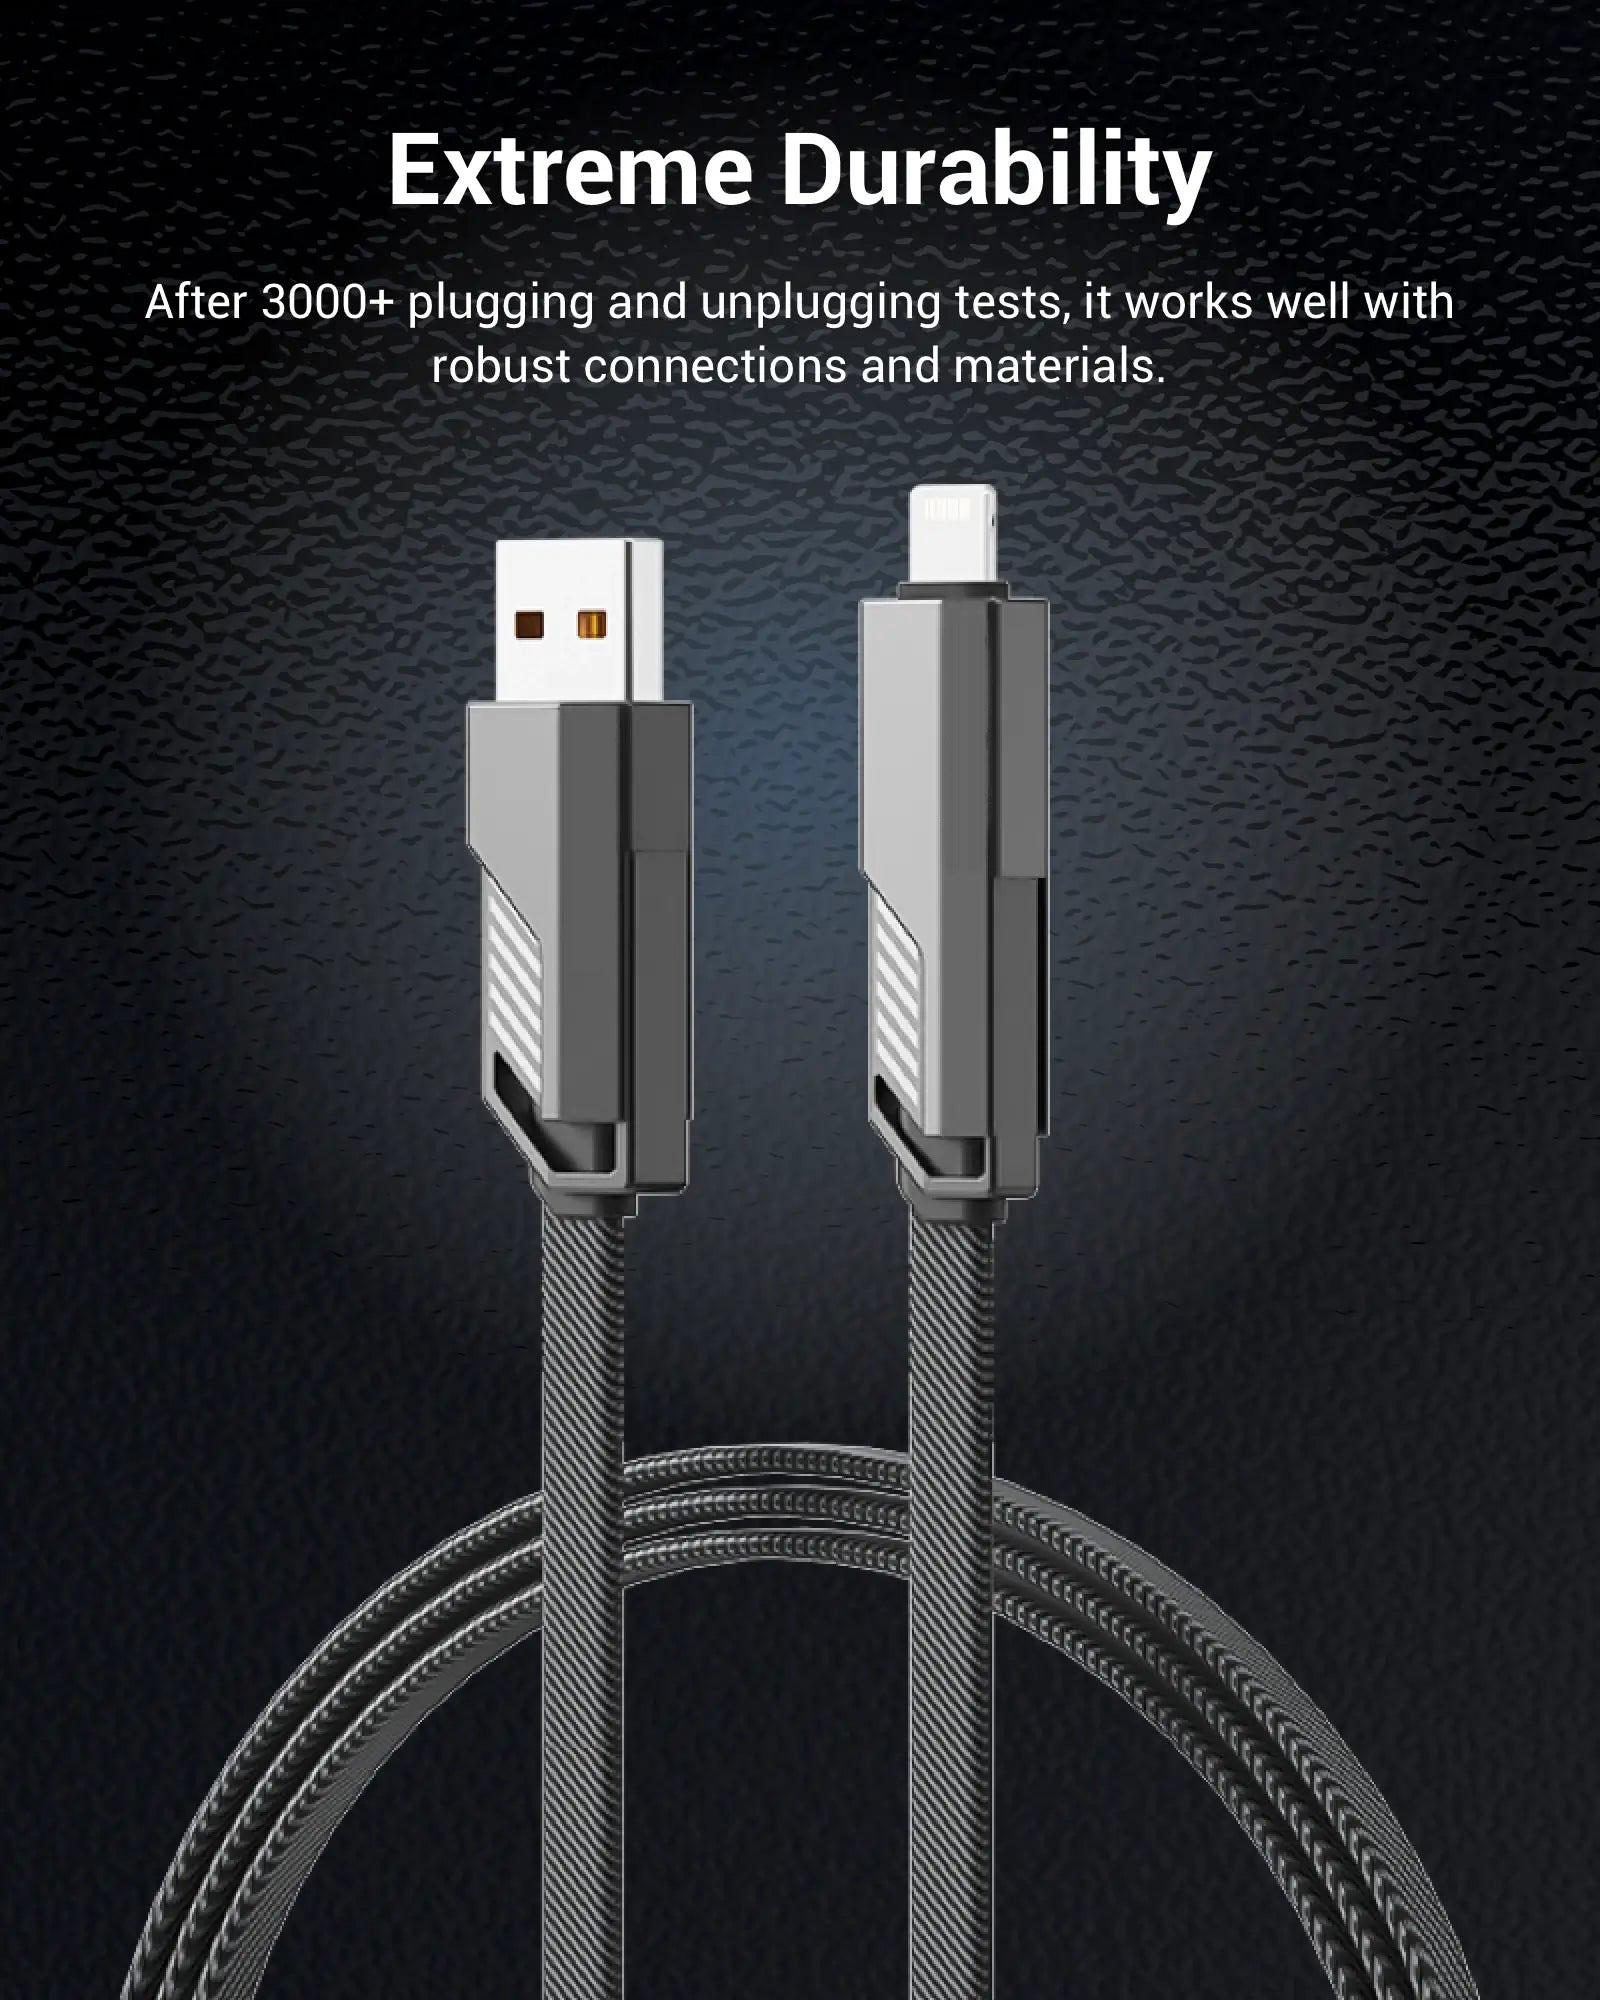 Extreme Durability
After 3000+ plugging and unplugging tests, it works well with
robust connections and materials.